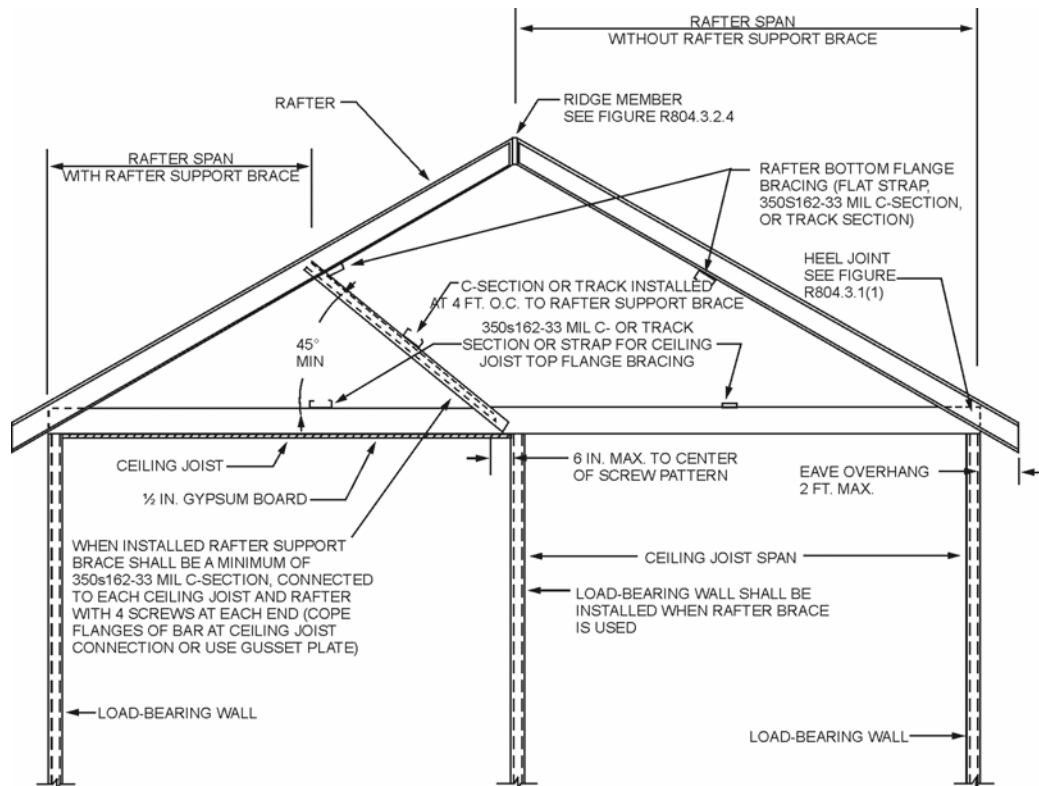 RAFTER SPAN
WITHOUT RAFTER SUPPORT BRACE
RAFTER
RIDGE MEMBER
SEE FIGURE R804.3.2.4
RAFTER SPAN
WITH RAFTER SUPPORT BRACE
RAFTER BOTTOM FLANGE
BRACING (FLAT STRAP,
350S162-33 MIL C-SECTION,
OR TRACK SECTION)
HEEL JOINT
SEE FIGURE
R804.3.1(1)
C-SECTION OR TRACK INSTALLED
AT 4 FT. O.C. TO RAFTER SUPPORT BRACE
350s162-33 MIL C- OR TRACK
SECTION OR STRAP FOR CEILING
JOIST TOP FLANGE BRACING
45°
MIN
CEILING JOIST
½ IN. GYPSUM BOARD
6 IN. MAX. TO CENTER
OF SCREW PATTERN
EAVE OVERHANG
2 FT. MAX.
WHEN INSTALLED RAFTER SUPPORT
BRACE SHALL BE A MINIMUM OF
350s162-33 MIL C-SECTION, CONNECTED
TO EACH CEILING JOIST AND RAFTER
WITH 4 SCREWS AT EACH END (COPE
FLANGES OF BAR AT CEILING JOIST
CONNECTION OR USE GUSSET PLATE)
CEILING JOIST SPAN
LOAD-BEARING WALL SHALL BE
INSTALLED WHEN RAFTER BRACE
IS USED
LOAD-BEARING WALL
LOAD-BEARING WALL